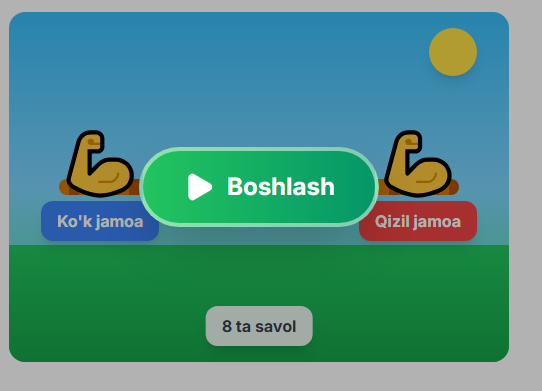 Boshlash
Ko'k jamoa
Qizil jamoa
8 ta savol